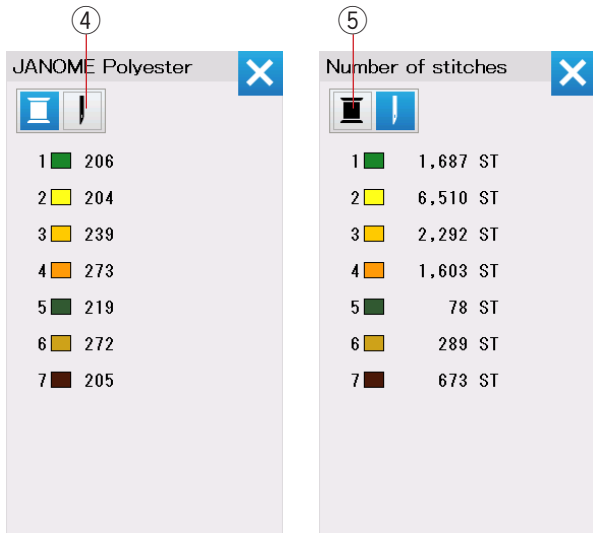 ④
JANOME Polyester
1 206
2 204
3 239
4 273
5 219
6 272
7 205
⑤
Number of stitches
1 1,687 ST
2 6,510 ST
3 2,292 ST
4 1,603 ST
5 78 ST
6 289 ST
7 673 ST